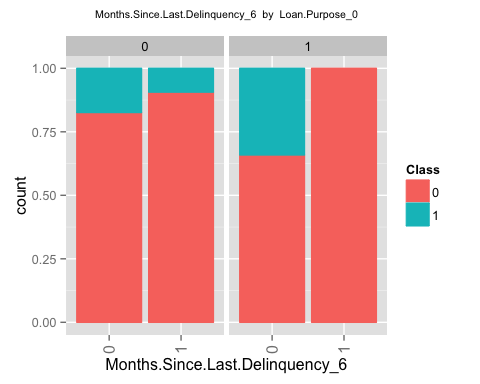 Months.Since.Last.Delinquency_6 by Loan.Purpose_0
0 1
1.00
0.75
0.50
0.25
0.00
count
0 1 0 1
Months.Since.Last.Delinquency_6
Class
0
1